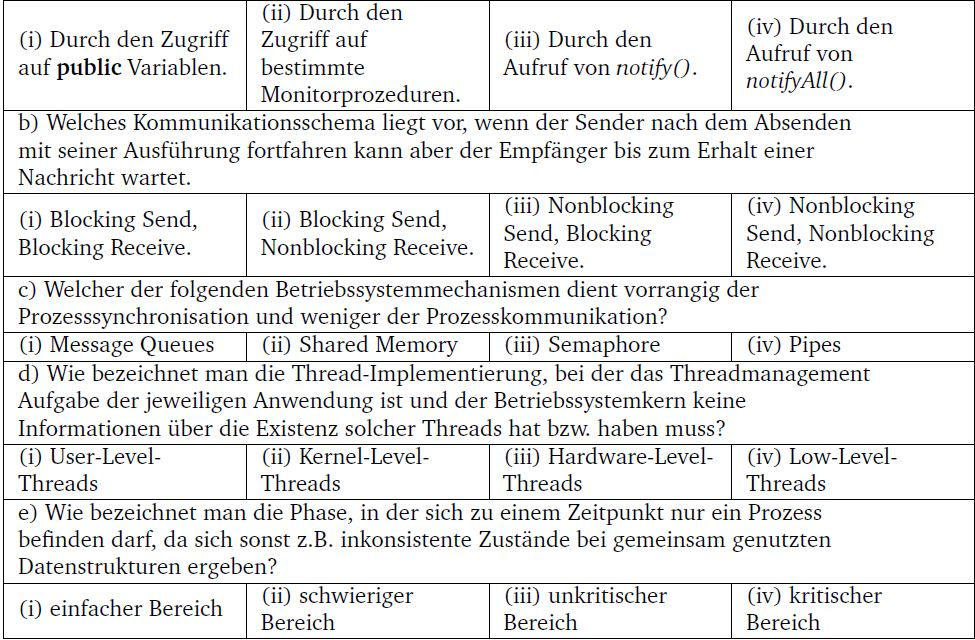 (i) Durch den Zugriff
auf public Variablen.
(ii) Durch den
Zugriff auf
bestimmte
Monitorprozeduren.
(iii) Durch den
Aufruf von notify().
(iv) Durch den
Aufruf von
notifyAll().
b) Welches Kommunikationsschema liegt vor, wenn der Sender nach dem Absenden
mit seiner Ausführung fortfahren kann aber der Empfänger bis zum Erhalt einer
Nachricht wartet.
(i) Blocking Send,
Blocking Receive.
(ii) Blocking Send,
Nonblocking Receive.
(iii) Nonblocking
Send, Blocking
Receive.
(iv) Nonblocking
Send, Nonblocking
Receive.
c) Welcher der folgenden Betriebssystemmechanismen dient vorrangig der
Prozesssynchronisation und weniger der Prozesskommunikation?
(i) Message Queues
(ii) Shared Memory
(iii) Semaphore
(iv) Pipes
d) Wie bezeichnet man die Thread-Implementierung, bei der das Threadmanagement
Aufgabe der jeweiligen Anwendung ist und der Betriebssystemkern keine
Informationen über die Existenz solcher Threads hat bzw. haben muss?
(i) User-Level-
Threads
(ii) Kernel-Level-
Threads
(iii) Hardware-Level-
Threads
(iv) Low-Level-
Threads
e) Wie bezeichnet man die Phase, in der sich zu einem Zeitpunkt nur ein Prozess
befinden darf, da sich sonst z.B. inkonsistente Zustände bei gemeinsam genutzten
Datenstrukturen ergeben?
(i) einfacher Bereich
(ii) schwieriger
Bereich
(iii) unkritischer
Bereich
(iv) kritischer
Bereich